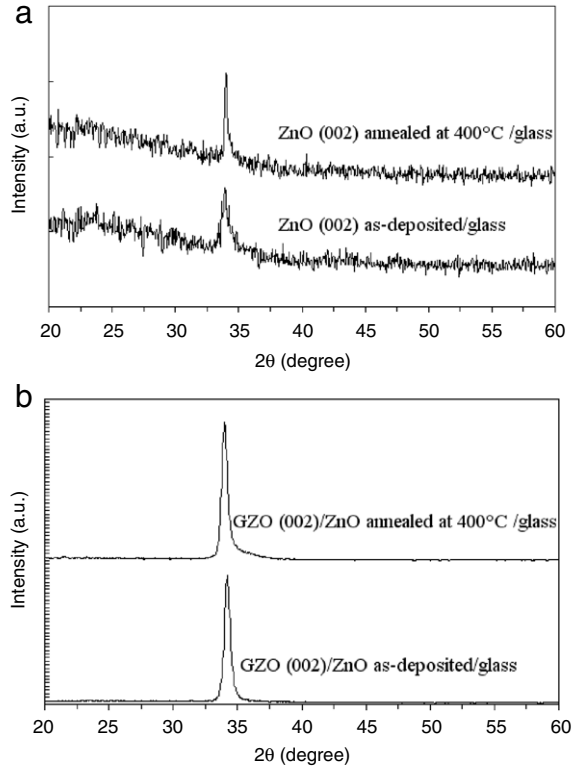 a
Intensity (a.u.)
ZnO (002) annealed at 400°C /glass
ZnO (002) as-deposited/glass
20 25 30 35 40 45 50 55 60
2θ (degree)
b
Intensity (a.u.)
GZO (002)/ZnO annealed at 400°C /glass
GZO (002)/ZnO as-deposited/glass
20 25 30 35 40 45 50 55 60
2θ (degree)